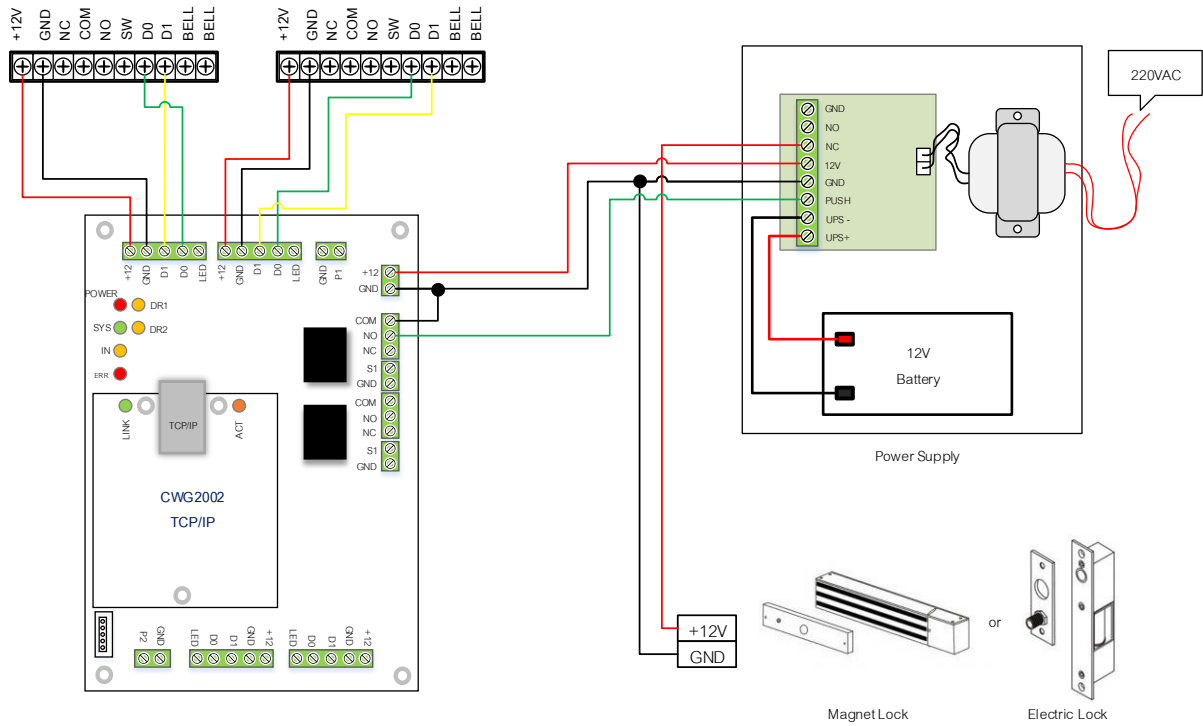 +12V GND NC COM NO SW D0 D1 BELL BELL
+12V GND NC COM NO SW D0 D1 BELL BELL
220VAC
GND
NO
NC
12V
GND
PUSH
UPS -
UPS+
+12 GND D1 D0 LED
+12 GND D1 D0 LED
GND P1
+12
GND
POWER
DR1
SYS
DR2
IN
ERR
COM
NO
NC
S1
GND
COM
NO
NC
S1
GND
LINK
TCP/IP
ACT
CWG2002
TCP/IP
12V
Battery
Power Supply
P2 GND
LED D0 D1 GND +12
LED D0 D1 GND +12
+12V
GND
or
Magnet Lock
Electric Lock